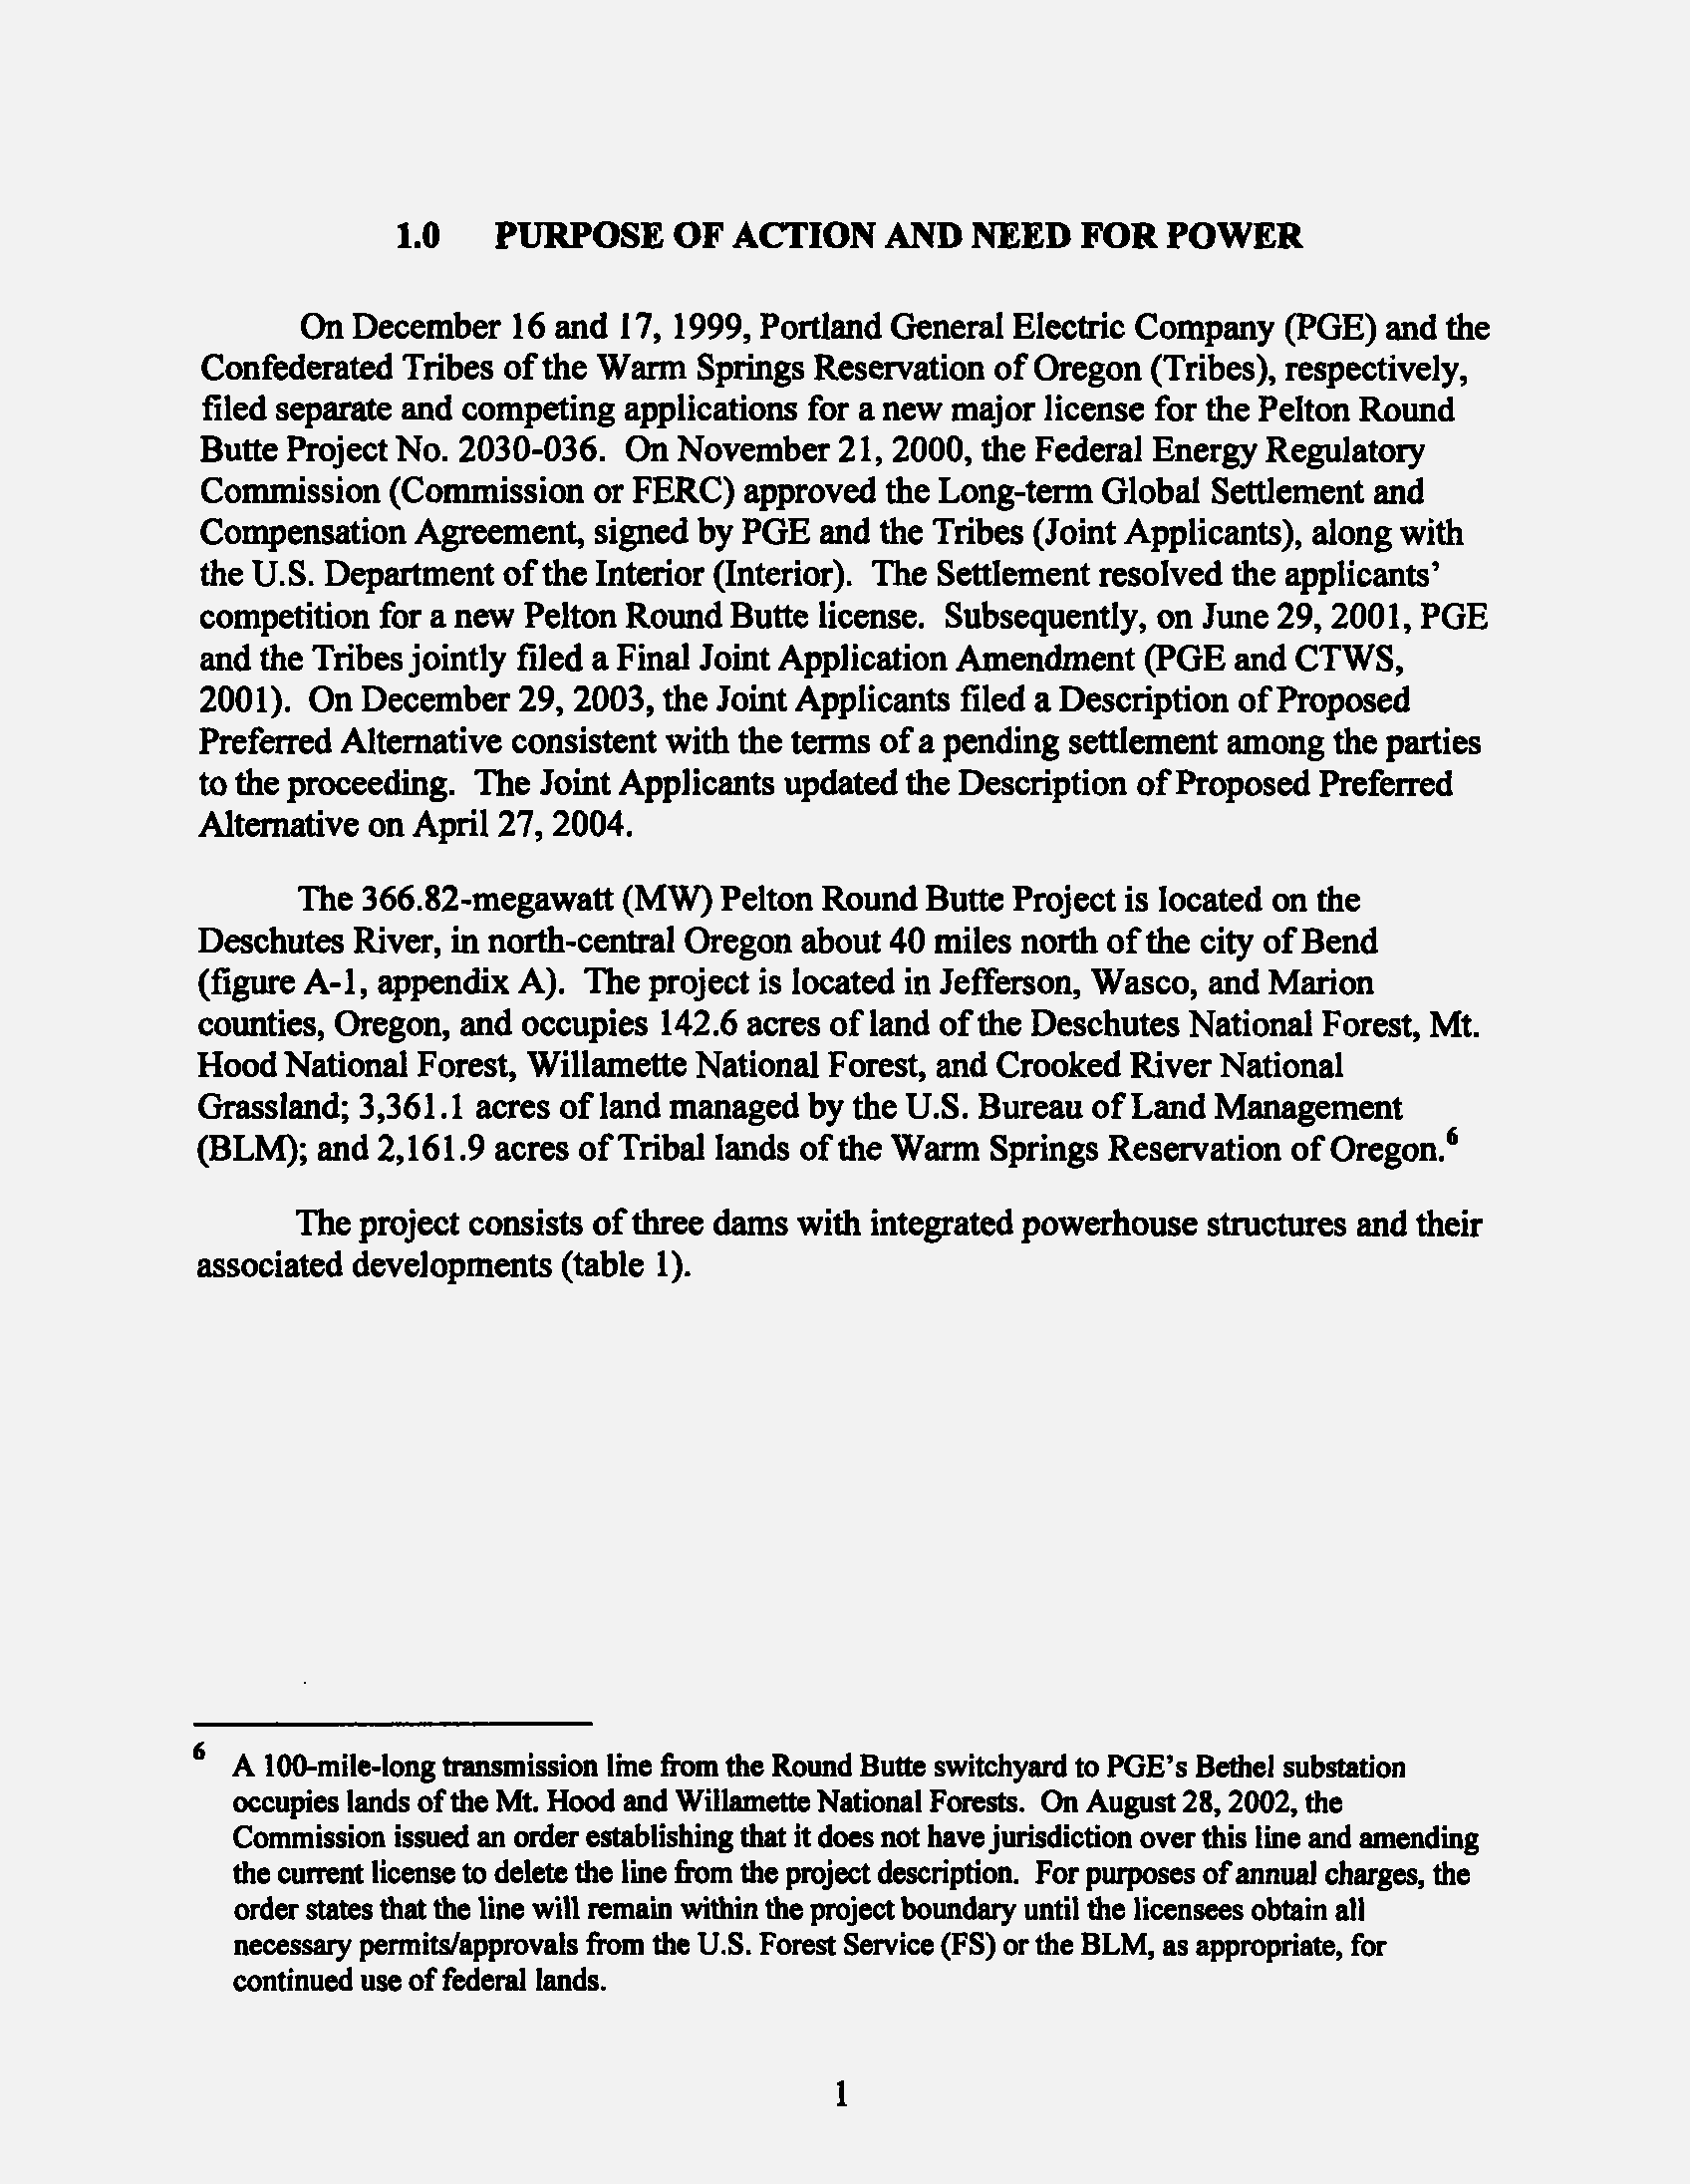 1.0 PURPOSE OF ACTION AND NEED FOR POWER
On December 16 and 17, 1999, Portland General Electric Company (PGE) and the
Confederated Tribes of the Warm Springs Reservation of Oregon (Tribes), respectively,
filed separate and competing applications for a new major license for the Pelton Round
Butte Project No. 2030-036. On November 21, 2000, the Federal Energy Regulatory
Commission (Commission or FERC) approved the Long-term Global Settlement and
Compensation Agreement, signed by PGE and the Tribes (Joint Applicants), along with
the U.S. Department of the Interior (Interior). The Settlement resolved the applicants’
competition for a new Pelton Round Butte license. Subsequently, on June 29, 2001, PGE
and the Tribes jointly filed a Final Joint Application Amendment (PGE and CTWS,
2001). On December 29, 2003, the Joint Applicants filed a Description of Proposed
Preferred Alternative consistent with the terms of a pending settlement among the parties
to the proceeding. The Joint Applicants updated the Description of Proposed Preferred
Alternative on April 27, 2004.
The 366.82-megawatt (MW) Pelton Round Butte Project is located on the
Deschutes River, in north-central Oregon about 40 miles north of the city of Bend
(figure A-1, appendix A). The project is located in Jefferson, Wasco, and Marion
counties, Oregon, and occupies 142.6 acres of land of the Deschutes National Forest, Mt.
Hood National Forest, Willamette National Forest, and Crooked River National
Grassland; 3,361.1 acres of land managed by the U.S. Bureau of Land Management
(BLM); and 2,161.9 acres of Tribal lands of the Warm Springs Reservation of Oregon.6
The project consists of three dams with integrated powerhouse structures and their
associated developments (table 1).
6 A 100-mile-long transmission line from the Round Butte switchyard to PGE’s Bethel substation
occupies lands of the Mt. Hood and Willamette National Forests. On August 28, 2002, the
Commission issued an order establishing that it does not have jurisdiction over this line and amending
the current license to delete the line from the project description. For purposes of annual charges, the
order states that the line will remain within the project boundary until the licensees obtain all
necessary permits/approvals from the U.S. Forest Service (FS) or the BLM, as appropriate, for
continued use of federal lands.
1